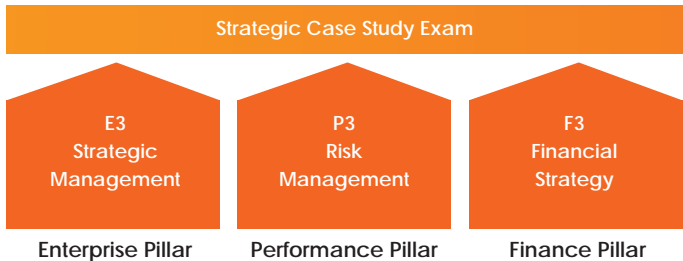 Strategic Case Study Exam
E3
Strategic
Management
P3
Risk
Management
F3
Financial
Strategy
Enterprise Pillar
Performance Pillar
Finance Pillar